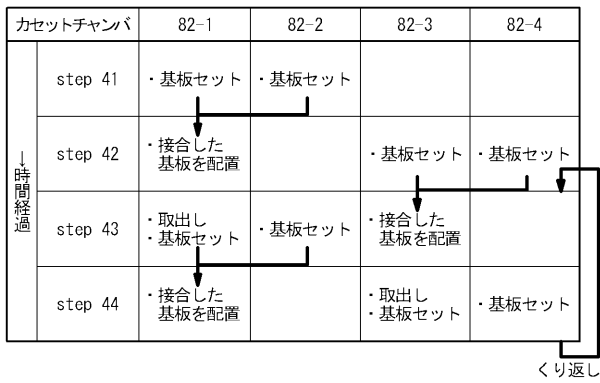 カセットチャンバ 82-1 82-2 82-3 82-4
step 41 ・基板セット ・基板セット
step 42 ・接合した
基板を配置 ・基板セット ・基板セット
step 43 ・取出し
・基板セット ・基板セット ・接合した
基板を配置
step 44 ・接合した
基板を配置 ・取出し
・基板セット ・基板セット
↓時間経過
くり返し